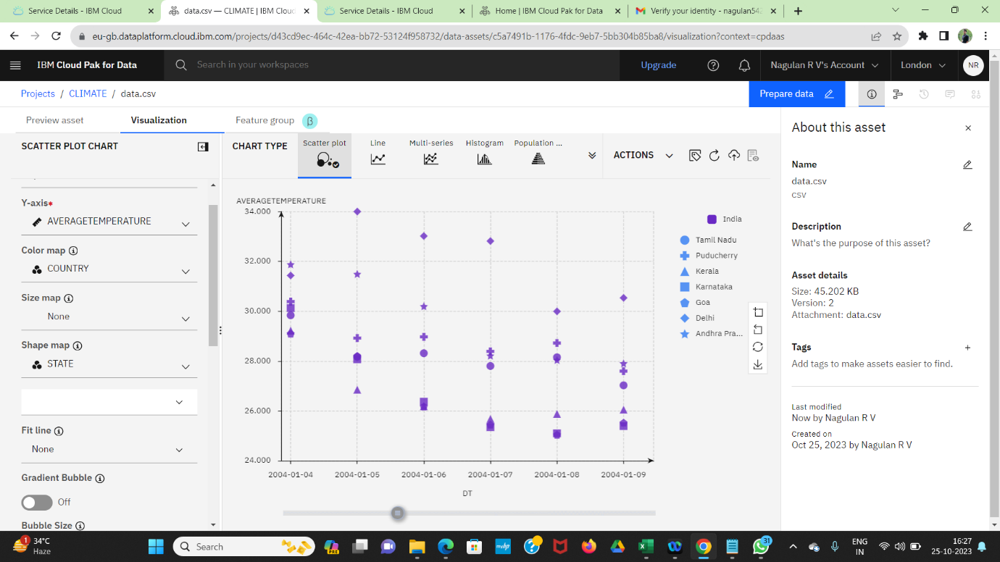 Service Details - IBM Cloud
data.csv — CLIMATE | IBM Cloud
Service Details - IBM Cloud
Home | IBM Cloud Pak for Data
Verify your identity - nagulan542
eu-gb.dataplatform.cloud.ibm.com/projects/d43cd9ec-464c-42ea-bb72-53124f958732/data-assets/c5a7491b-1176-4fdc-9eb7-5bb304b85ba8/visualization?context=cpdaas
IBM Cloud Pak for Data
Search in your workspaces
Upgrade
Nagulan R V's Account
London
NR
Projects / CLIMATE / data.csv
Prepare data
Preview asset
Visualization
Feature group
β
SCATTER PLOT CHART
Y-axis*
AVERAGETEMPERATURE
Color map
COUNTRY
Size map
None
Shape map
STATE
Fit line
None
Gradient Bubble
Off
Bubble Size
CHART TYPE
Scatter plot
Line
Multi-series
Histogram
Population ...
ACTIONS
AVERAGETEMPERATURE
34.000
32.000
30.000
28.000
26.000
24.000
2004-01-04
2004-01-05
2004-01-06
2004-01-07
2004-01-08
2004-01-09
DT
India
Tamil Nadu
Puducherry
Kerala
Karnataka
Goa
Delhi
Andhra Pra...
About this asset
Name
data.csv
CSV
Description
What's the purpose of this asset?
Asset details
Size: 45.202 KB
Version: 2
Attachment: data.csv
Tags
Add tags to make assets easier to find.
Last modified
Now by Nagulan R V
Created on
Oct 25, 2023 by Nagulan R V
1
34°C
Haze
Search
PRE
myhp
31
ENG
IN
16:27
25-10-2023